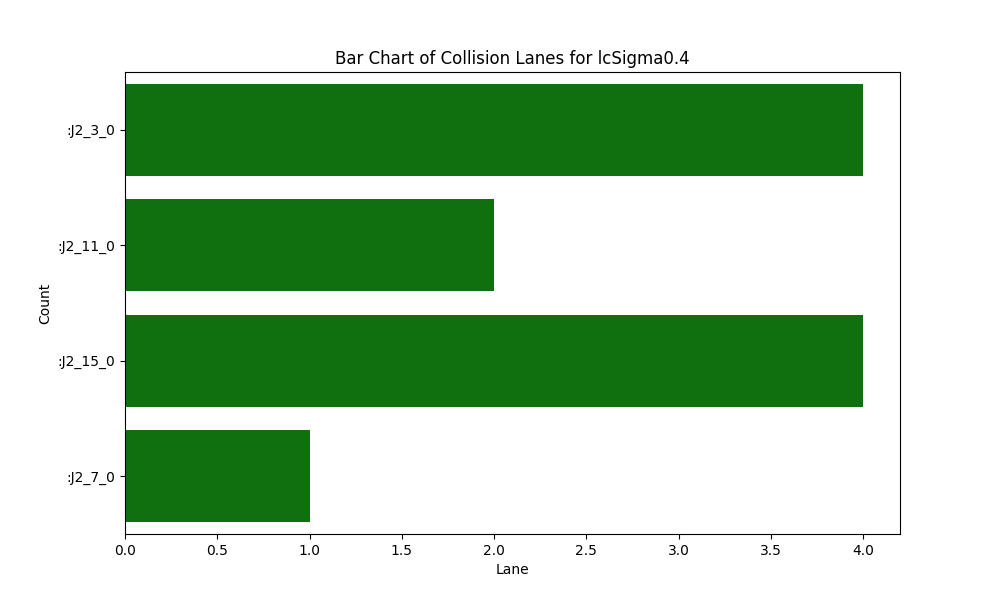 Bar Chart of Collision Lanes for lcSigma0.4
:J2_3_0
:J2_11_0
:J2_15_0
:J2_7_0
Count
0.0 0.5 1.0 1.5 2.0 2.5 3.0 3.5 4.0
Lane